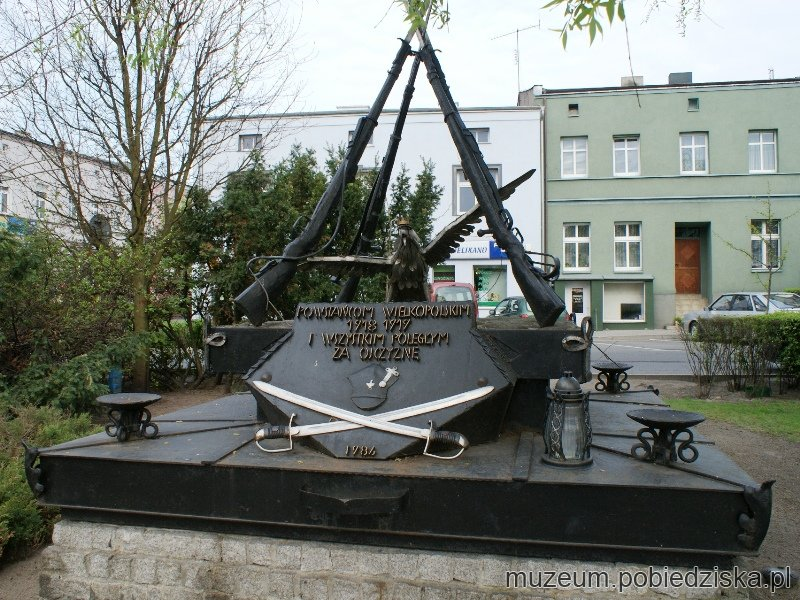 POWSTAŃCOM WIELKOPOLSKIM
1918 1919
I WSZYSTKIM POLEGŁYM
ZA OJCZYZNĘ
1986
muzeum.pobiedziska.pl